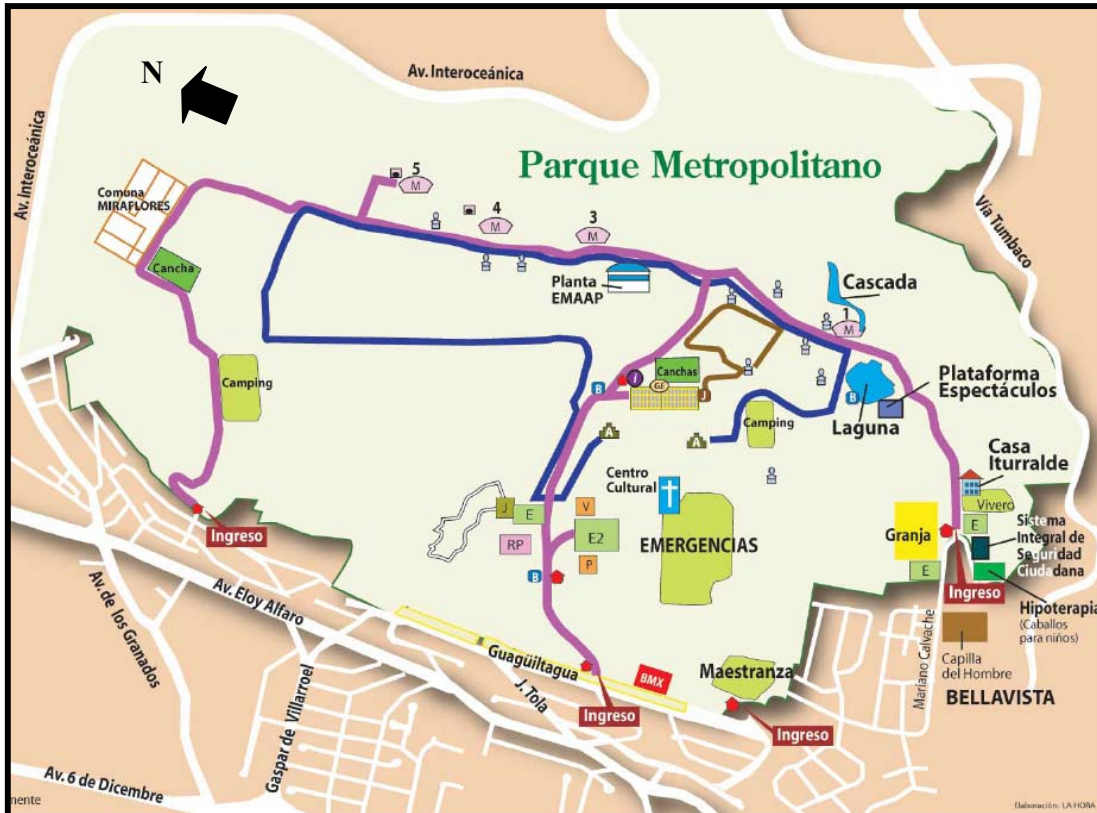 N
Av. Interoceánica
Av. Interoceánica
Parque Metropolitano
Comuna
MIRAFLORES
5
M
4
M
3
M
Vía Tumbaco
Cancha
Planta
EMAAP
Cascada
1
M
Camping
Canchas
i
GE
B
J
Plataforma
Espectáculos
B
Laguna
Camping
A
A
Casa
Iturralde
Centro
Cultural
Vivero
J
E
V
E
Granja
Sistema
Integral de
Seguridad
Ciudadana
Ingreso
RP
E2
EMERGENCIAS
B
P
E
Ingreso
Hipoterapia
(Caballos
para niños)
Av. de los Granados
Av. Eloy Alfaro
Guagüiltagua
BMX
Maestranza
Mariano Calvache
Capilla
del Hombre
BELLAVISTA
Gaspar de Villarroel
J. Tola
Ingreso
Ingreso
Av. 6 de Dicembre
nente
Elaboración: LA HORA